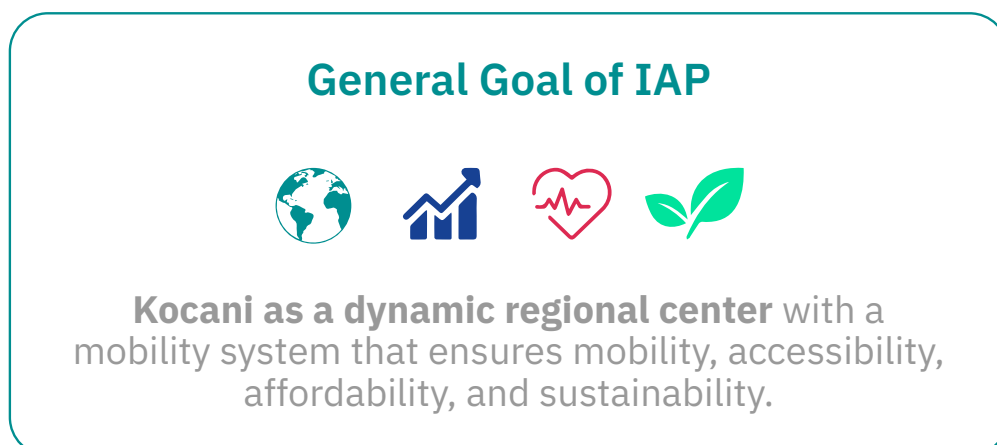 General Goal of IAP
Kocani as a dynamic regional center with a
mobility system that ensures mobility, accessibility,
affordability, and sustainability.